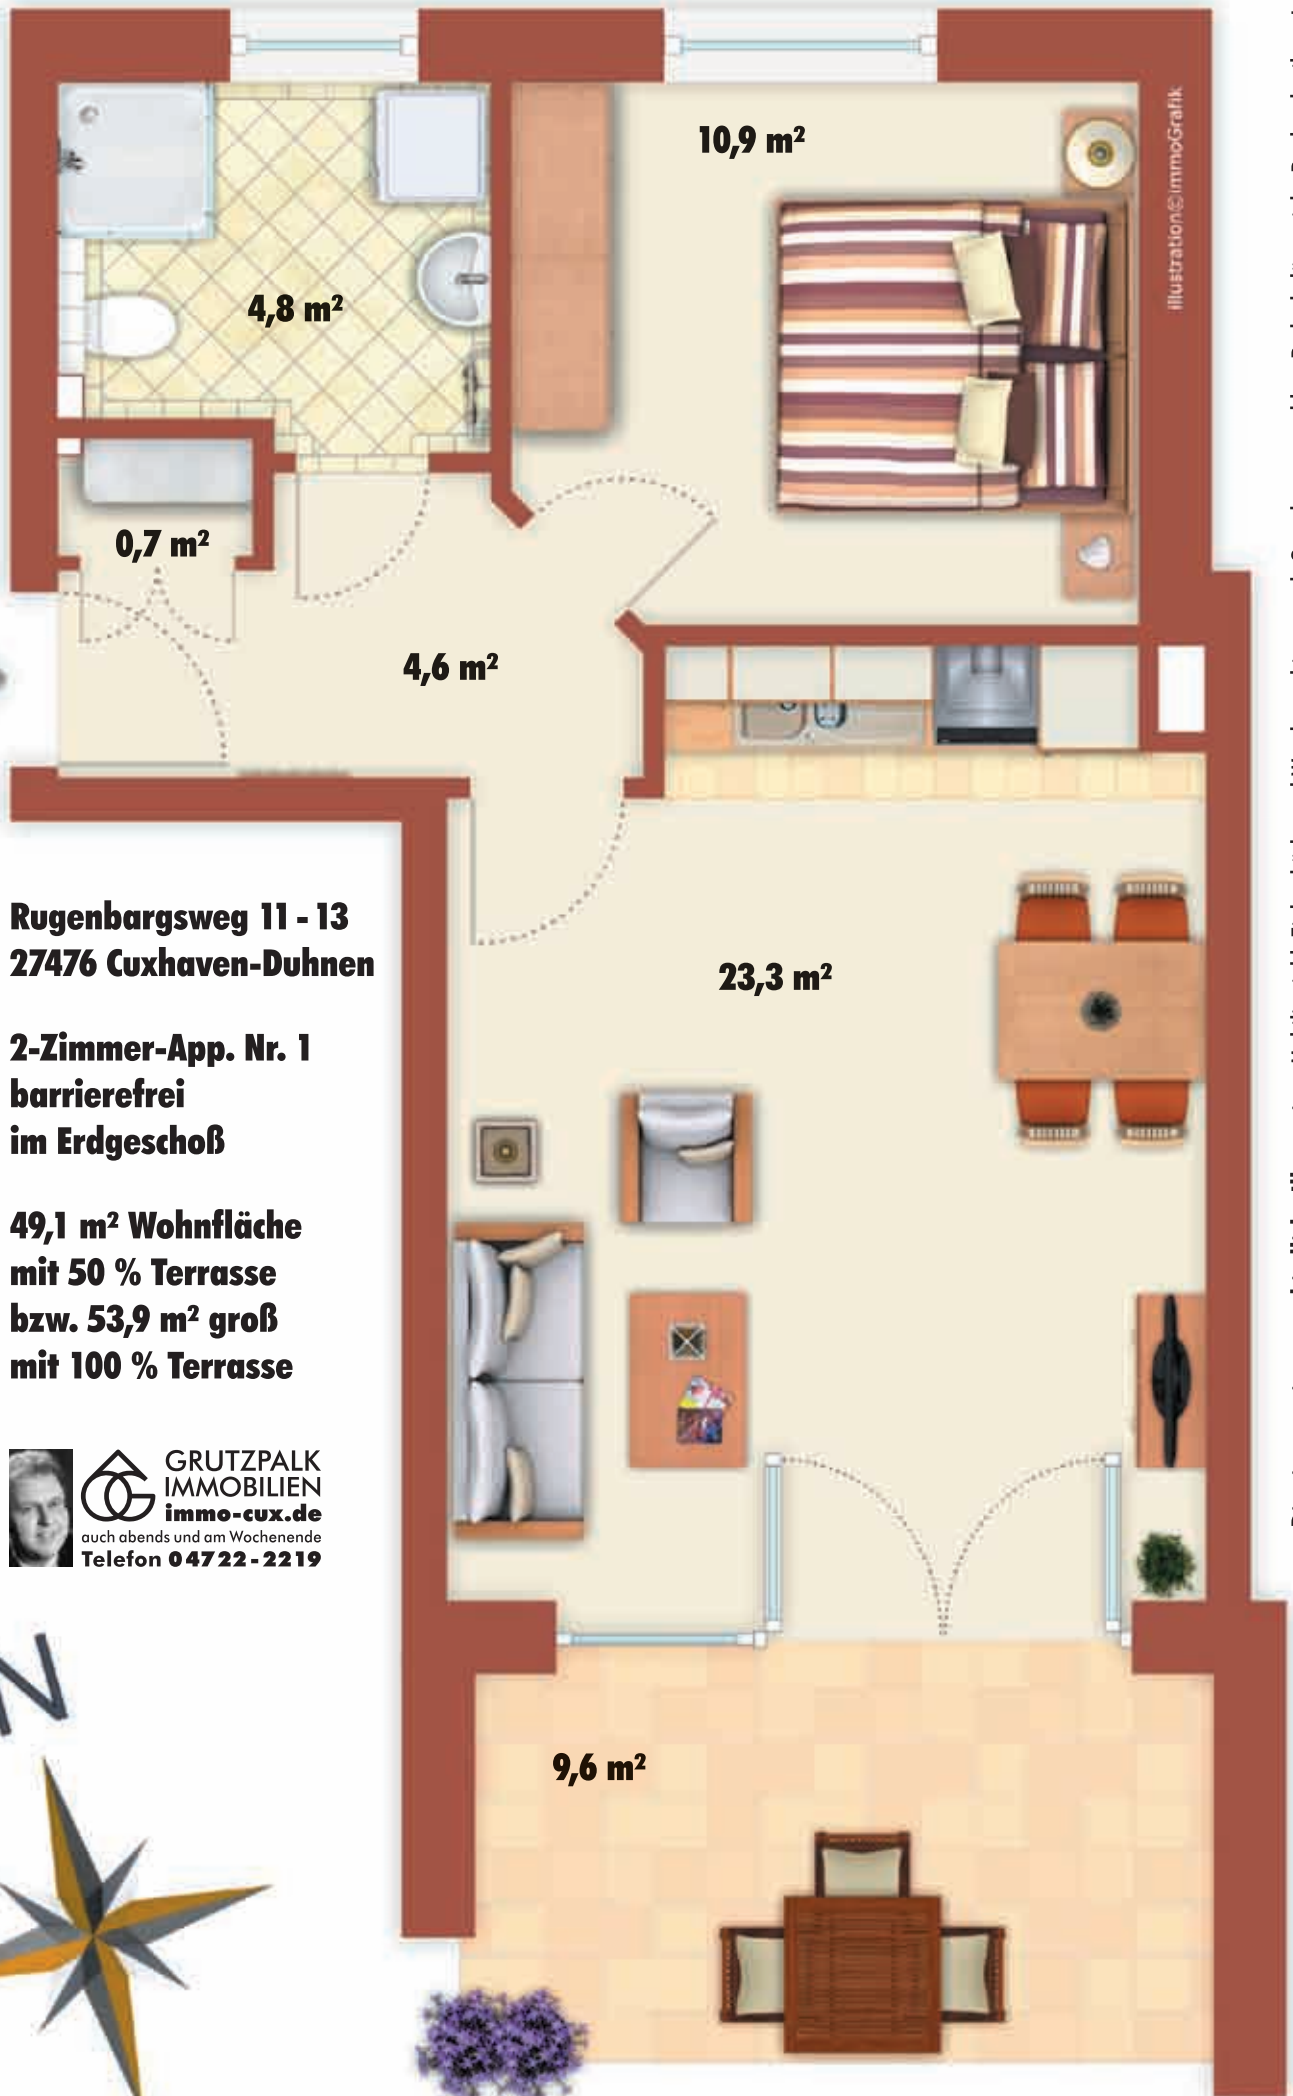 10,9 m²
illustration©immoGrafik
4,8 m²
0,7 m²
4,6 m²
Rugenbargsweg 11 - 13
27476 Cuxhaven-Duhnen
2-Zimmer-App. Nr. 1
barrierefrei
im Erdgeschoß
49,1 m² Wohnfläche
mit 50 % Terrasse
bzw. 53,9 m² groß
mit 100 % Terrasse
23,3 m²
GRUTZPALK
IMMOBILIEN
immo-cux.de
auch abends und am Wochenende
Telefon 04722-2219
N
9,6 m²